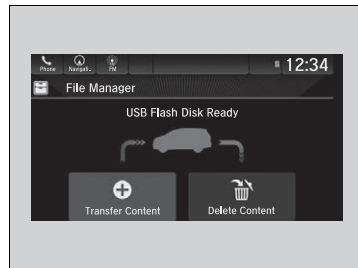 Phone Navigati.. FM 12:34
File Manager
USB Flash Disk Ready
Transfer Content Delete Content